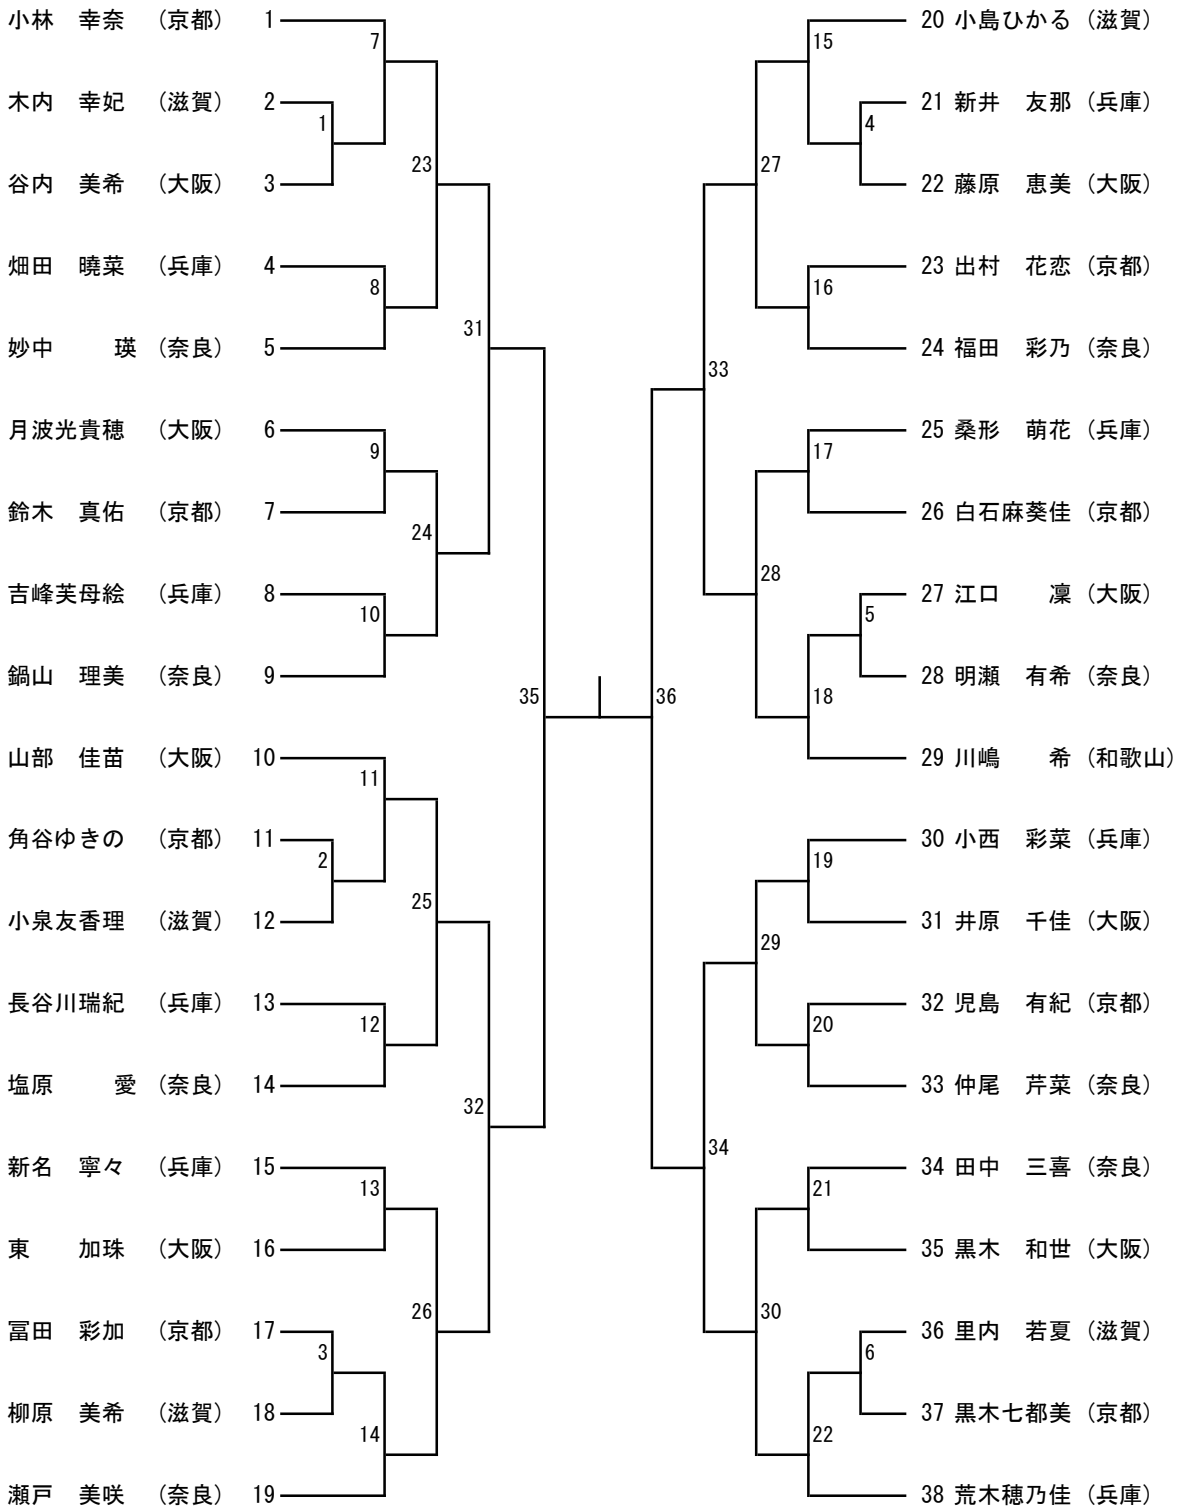 小林　幸奈　（京都）　1
木内　幸妃　（滋賀）　2
谷内　美希　（大阪）　3
畑田　曉菜　（兵庫）　4
妙中　　瑛　（奈良）　5
月波光貴穂　（大阪）　6
鈴木　真佑　（京都）　7
吉峰芙母絵　（兵庫）　8
鍋山　理美　（奈良）　9
山部　佳苗　（大阪）　10
角谷ゆきの　（京都）　11
小泉友香理　（滋賀）　12
長谷川瑞紀　（兵庫）　13
塩原　　愛　（奈良）　14
新名　寧々　（兵庫）　15
東　　加珠　（大阪）　16
冨田　彩加　（京都）　17
柳原　美希　（滋賀）　18
瀬戸　美咲　（奈良）　19
1
2
3
7
8
9
10
11
12
13
14
23
24
25
26
31
32
35
36
33
34
27
28
29
30
15
16
17
18
19
20
21
22
4
5
6
20 小島ひかる（滋賀）
21 新井　友那（兵庫）
22 藤原　恵美（大阪）
23 出村　花恋（京都）
24 福田　彩乃（奈良）
25 桑形　萌花（兵庫）
26 白石麻葵佳（京都）
27 江口　　凜（大阪）
28 明瀬　有希（奈良）
29 川嶋　　希（和歌山）
30 小西　彩菜（兵庫）
31 井原　千佳（大阪）
32 児島　有紀（京都）
33 仲尾　芹菜（奈良）
34 田中　三喜（奈良）
35 黒木　和世（大阪）
36 里内　若夏（滋賀）
37 黒木七都美（京都）
38 荒木穂乃佳（兵庫）